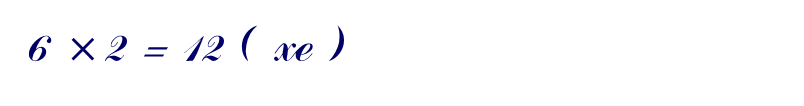 6 × 2 = 12 ( xe )